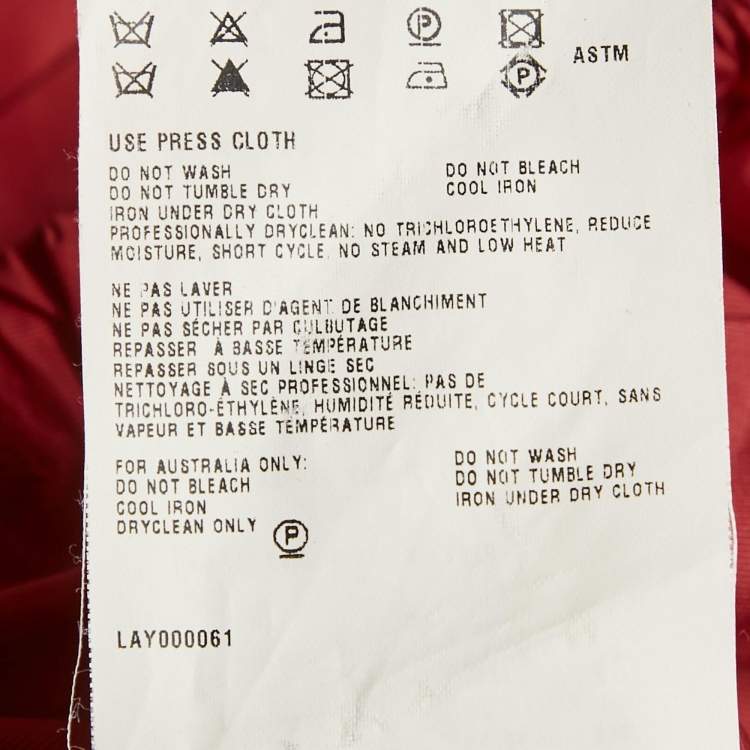 P
ASTM
P
USE PRESS CLOTH
DO NOT WASH DO NOT BLEACH
DO NOT TUMBLE DRY COOL IRON
IRON UNDER DRY CLOTH
PROFESSIONALLY DRYCLEAN: NO TRICHLOROETHYLENE, REDUCE
MOISTURE, SHORT CYCLE, NO STEAM AND LOW HEAT
NE PAS LAVER
NE PAS UTILISER D'AGENT DE BLANCHIMENT
NE PAS SÉCHER PAR CULBUTAGE
REPASSER À BASSE TEMPÉRATURE
REPASSER SOUS UN LINGE SEC
NETTOYAGE À SEC PROFESSIONNEL: PAS DE
TRICHLORO-ÉTHYLÈNE, HUMIDITÉ RÉDUITE, CYCLE COURT, SANS
VAPEUR ET BASSE TEMPÉRATURE
FOR AUSTRALIA ONLY: DO NOT WASH
DO NOT BLEACH DO NOT TUMBLE DRY
COOL IRON IRON UNDER DRY CLOTH
DRYCLEAN ONLY P
LAY000061